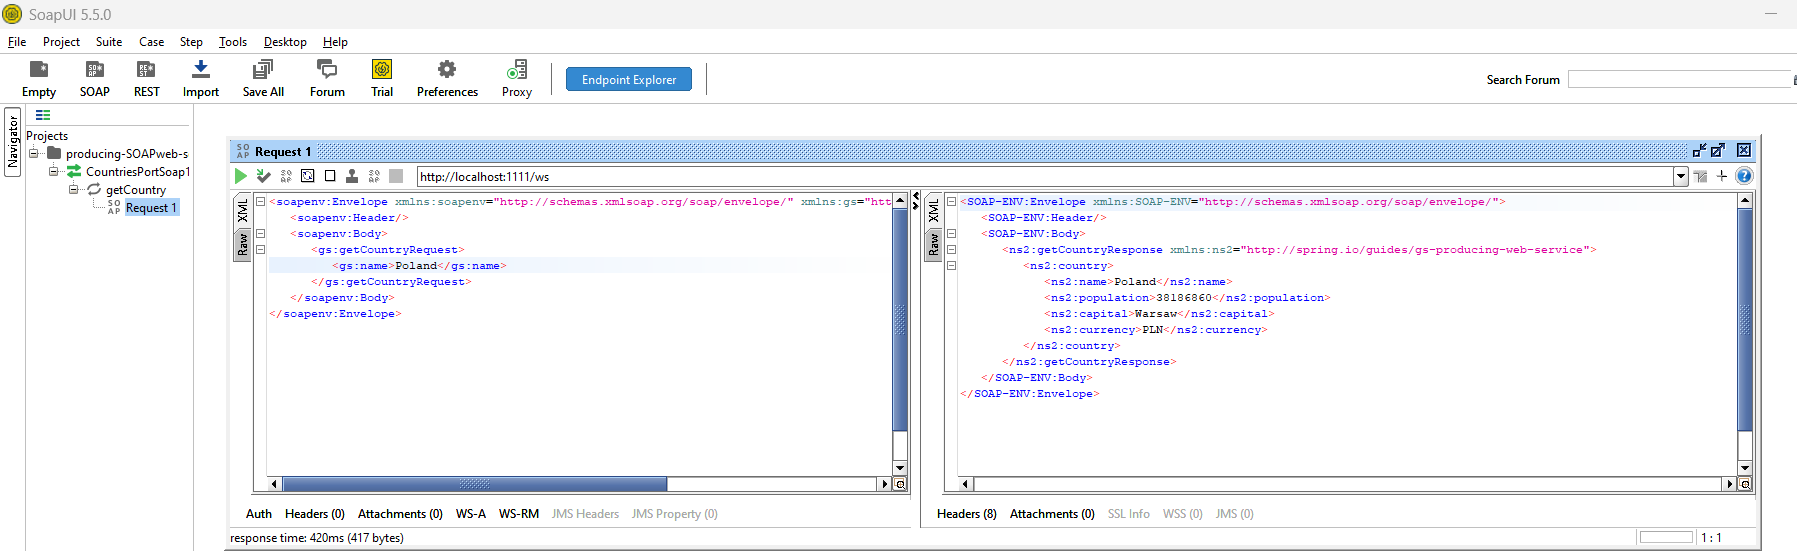 SoapUI 5.5.0
File Project Suite Case Step Tools Desktop Help
Empty SOAP REST Import Save All Forum Trial Preferences Proxy Endpoint Explorer Search Forum
Navigator
Projects
producing-SOAPweb-s
CountriesPortSoap1
getCountry
Request 1
SO AP Request 1
http://localhost:1111/ws
XML
Raw
<soapenv:Envelope xmlns:soapenv="http://schemas.xmlsoap.org/soap/envelope/" xmlns:gs="htt
<soapenv:Header/>
<soapenv:Body>
<gs:getCountryRequest>
<gs:name>Poland</gs:name>
</gs:getCountryRequest>
</soapenv:Body>
</soapenv:Envelope>
XML
Raw
<SOAP-ENV:Envelope xmlns:SOAP-ENV="http://schemas.xmlsoap.org/soap/envelope/">
<SOAP-ENV:Header/>
<SOAP-ENV:Body>
<ns2:getCountryResponse xmlns:ns2="http://spring.io/guides/gs-producing-web-service">
<ns2:country>
<ns2:name>Poland</ns2:name>
<ns2:population>38186860</ns2:population>
<ns2:capital>Warsaw</ns2:capital>
<ns2:currency>PLN</ns2:currency>
</ns2:country>
</ns2:getCountryResponse>
</SOAP-ENV:Body>
</SOAP-ENV:Envelope>
Auth Headers (0) Attachments (0) WS-A WS-RM JMS Headers JMS Property (0)
Headers (8) Attachments (0) SSL Info WSS (0) JMS (0)
response time: 420ms (417 bytes)
1 : 1